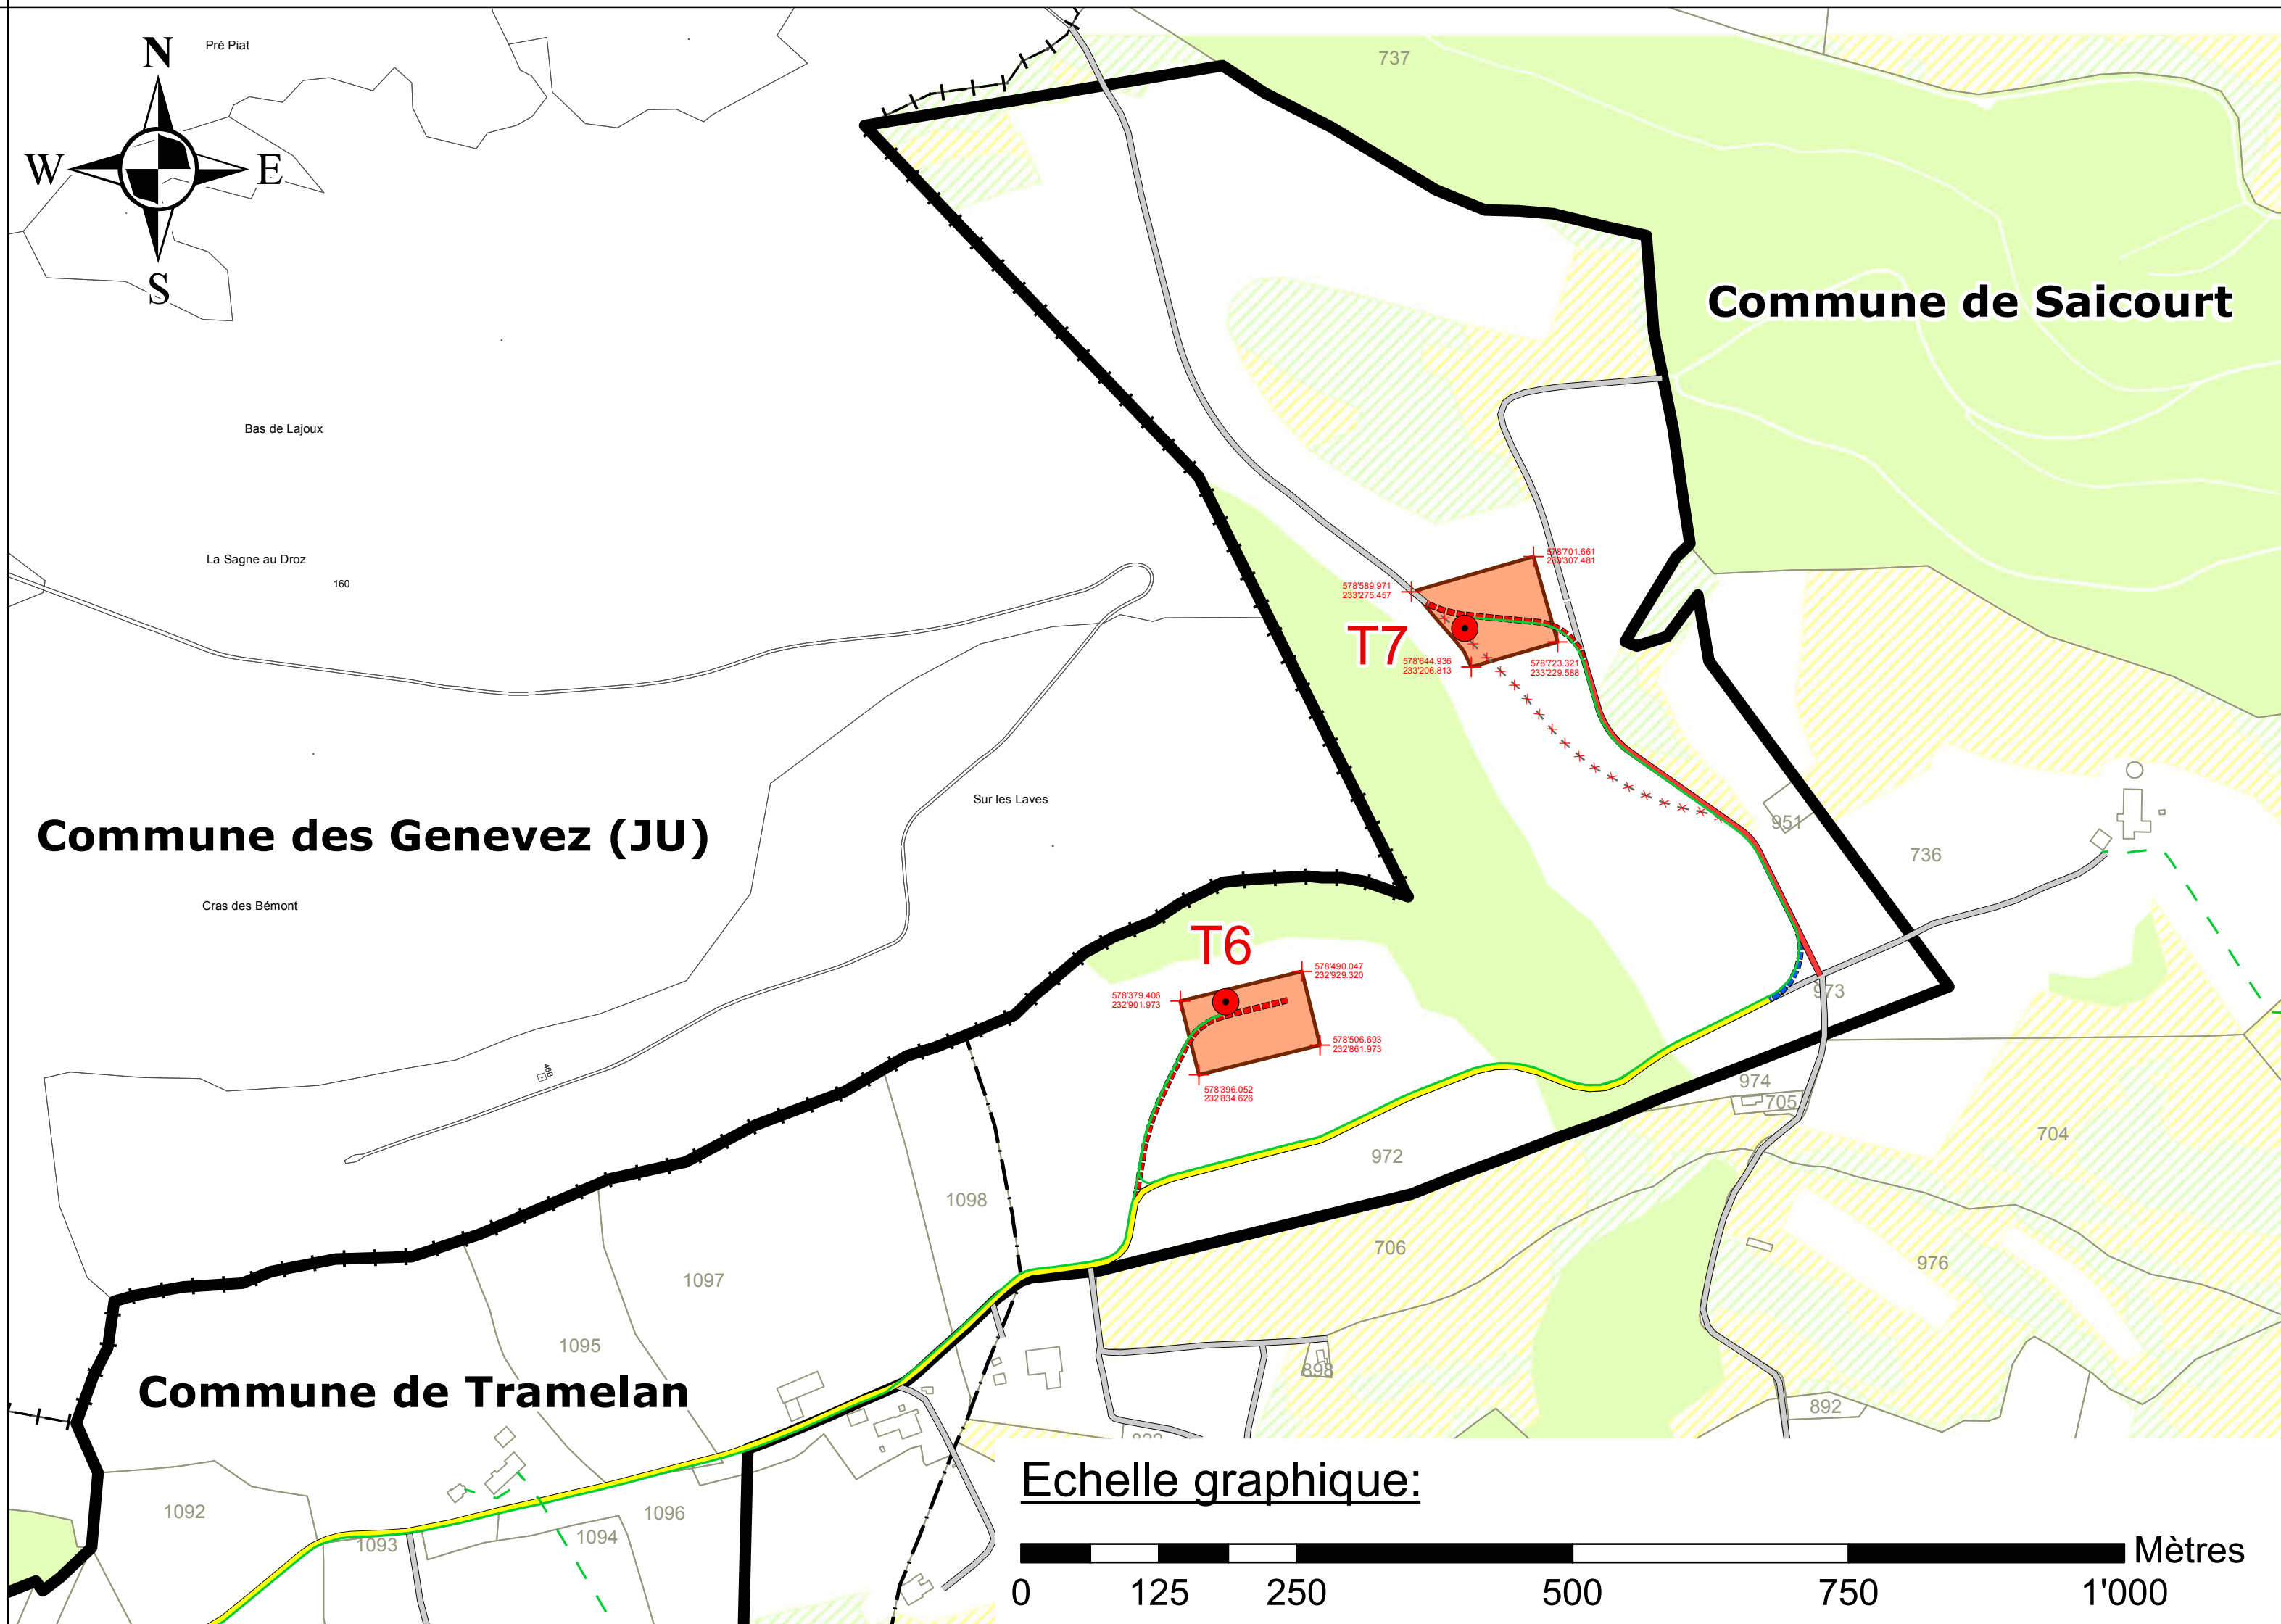 N
Pré Piat
737
W
E
S
Commune de Saicourt
Bas de Lajoux
La Sagne au Droz
160
578'701.661
233'307.481
578'589.971
233'275.457
T7
578'644.936
233'206.813
578'723.321
233'229.588
Sur les Laves
951
Commune des Genevez (JU)
736
Cras des Bémont
T6
578'490.047
232'929.320
578'379.406
232'901.973
973
578'506.693
232'861.973
46B
578'396.052
232'834.626
974
705
704
972
1098
706
1097
976
1095
898
Commune de Tramelan
892
Echelle graphique:
1092
1096
1093
1094
Mètres
0 125 250 500 750 1'000